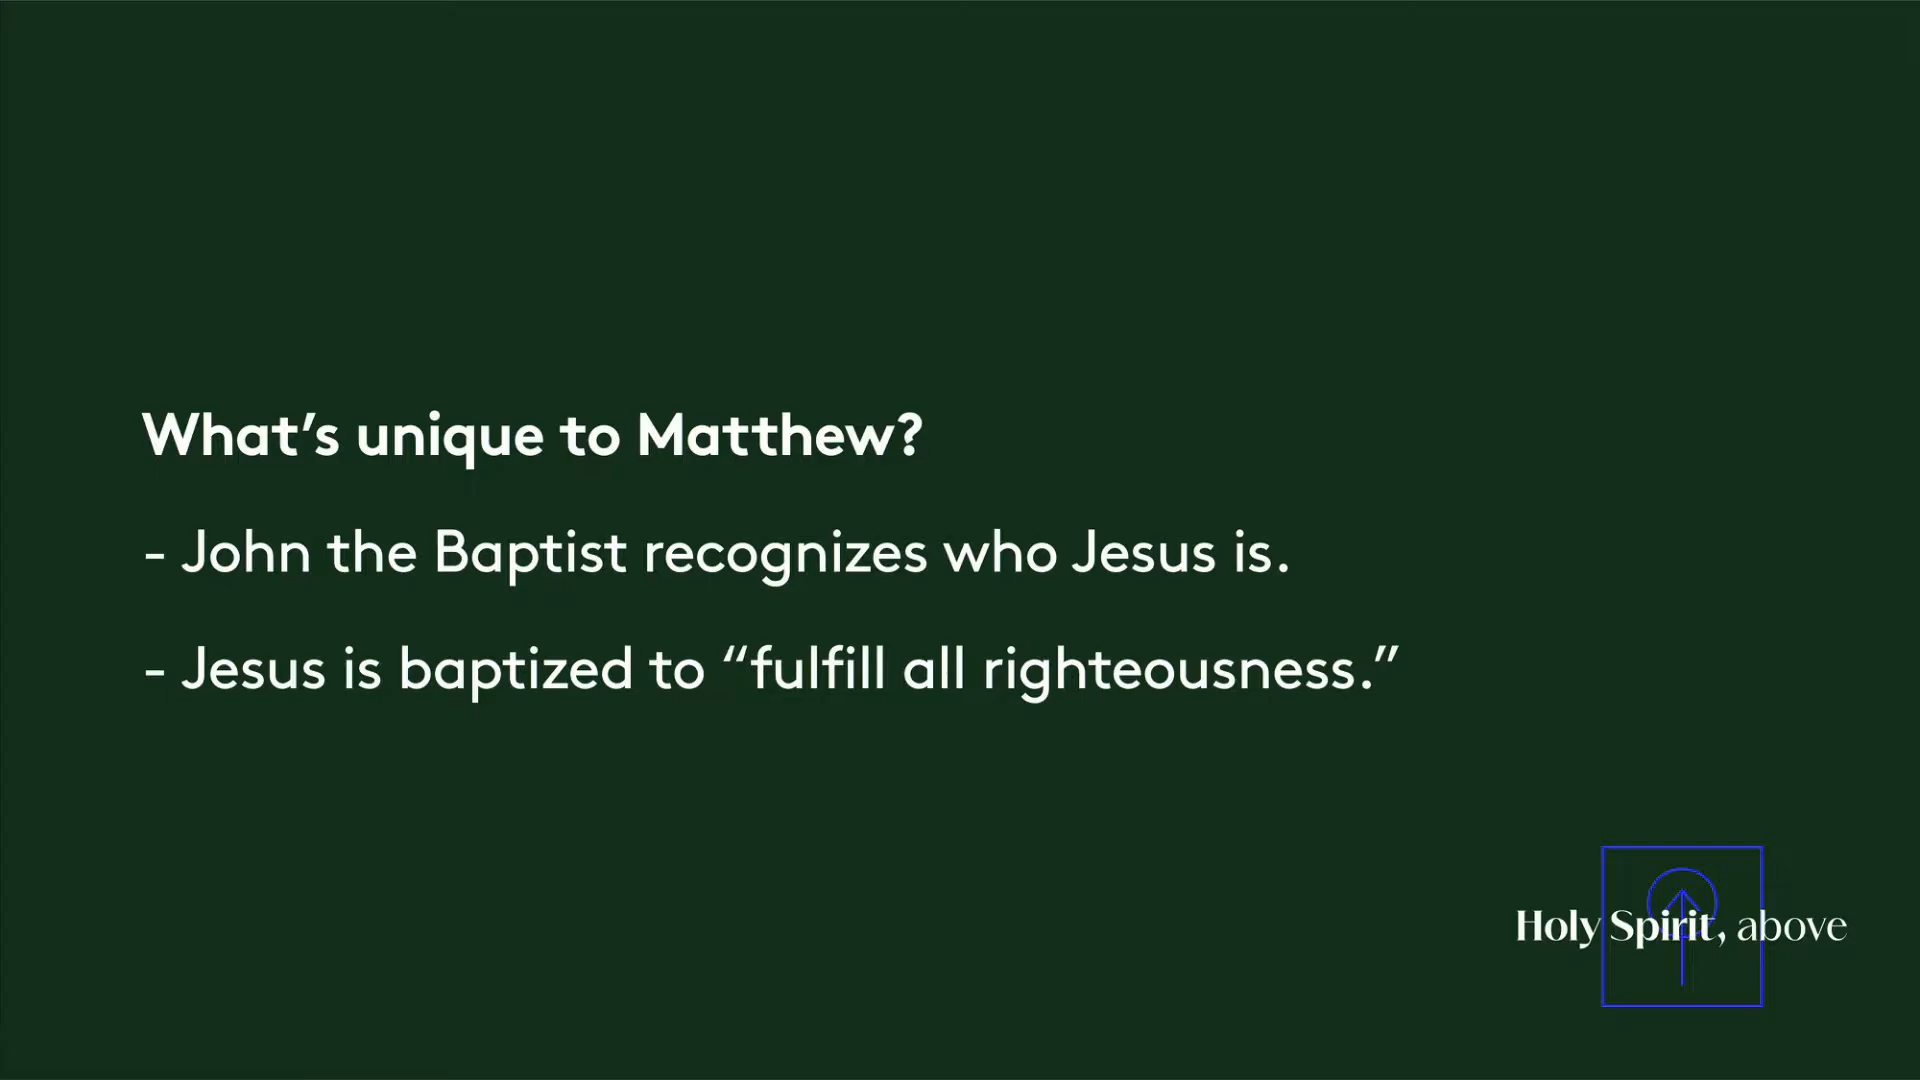 What’s unique to Matthew?
- John the Baptist recognizes who Jesus is.
- Jesus is baptized to “fulfill all righteousness.”
Holy Spirit, above